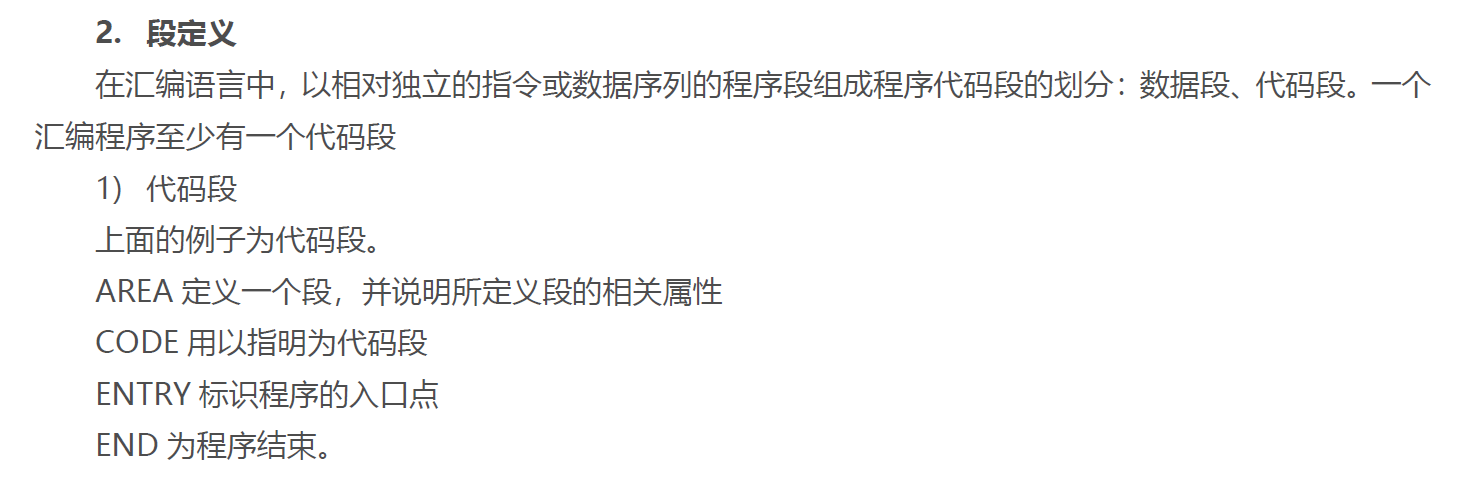 2. 段定义
在汇编语言中，以相对独立的指令或数据序列的程序段组成程序代码段的划分：数据段、代码段。一个
汇编程序至少有一个代码段
1) 代码段
上面的例子为代码段。
AREA 定义一个段，并说明所定义段的相关属性
CODE 用以指明为代码段
ENTRY 标识程序的入口点
END 为程序结束。